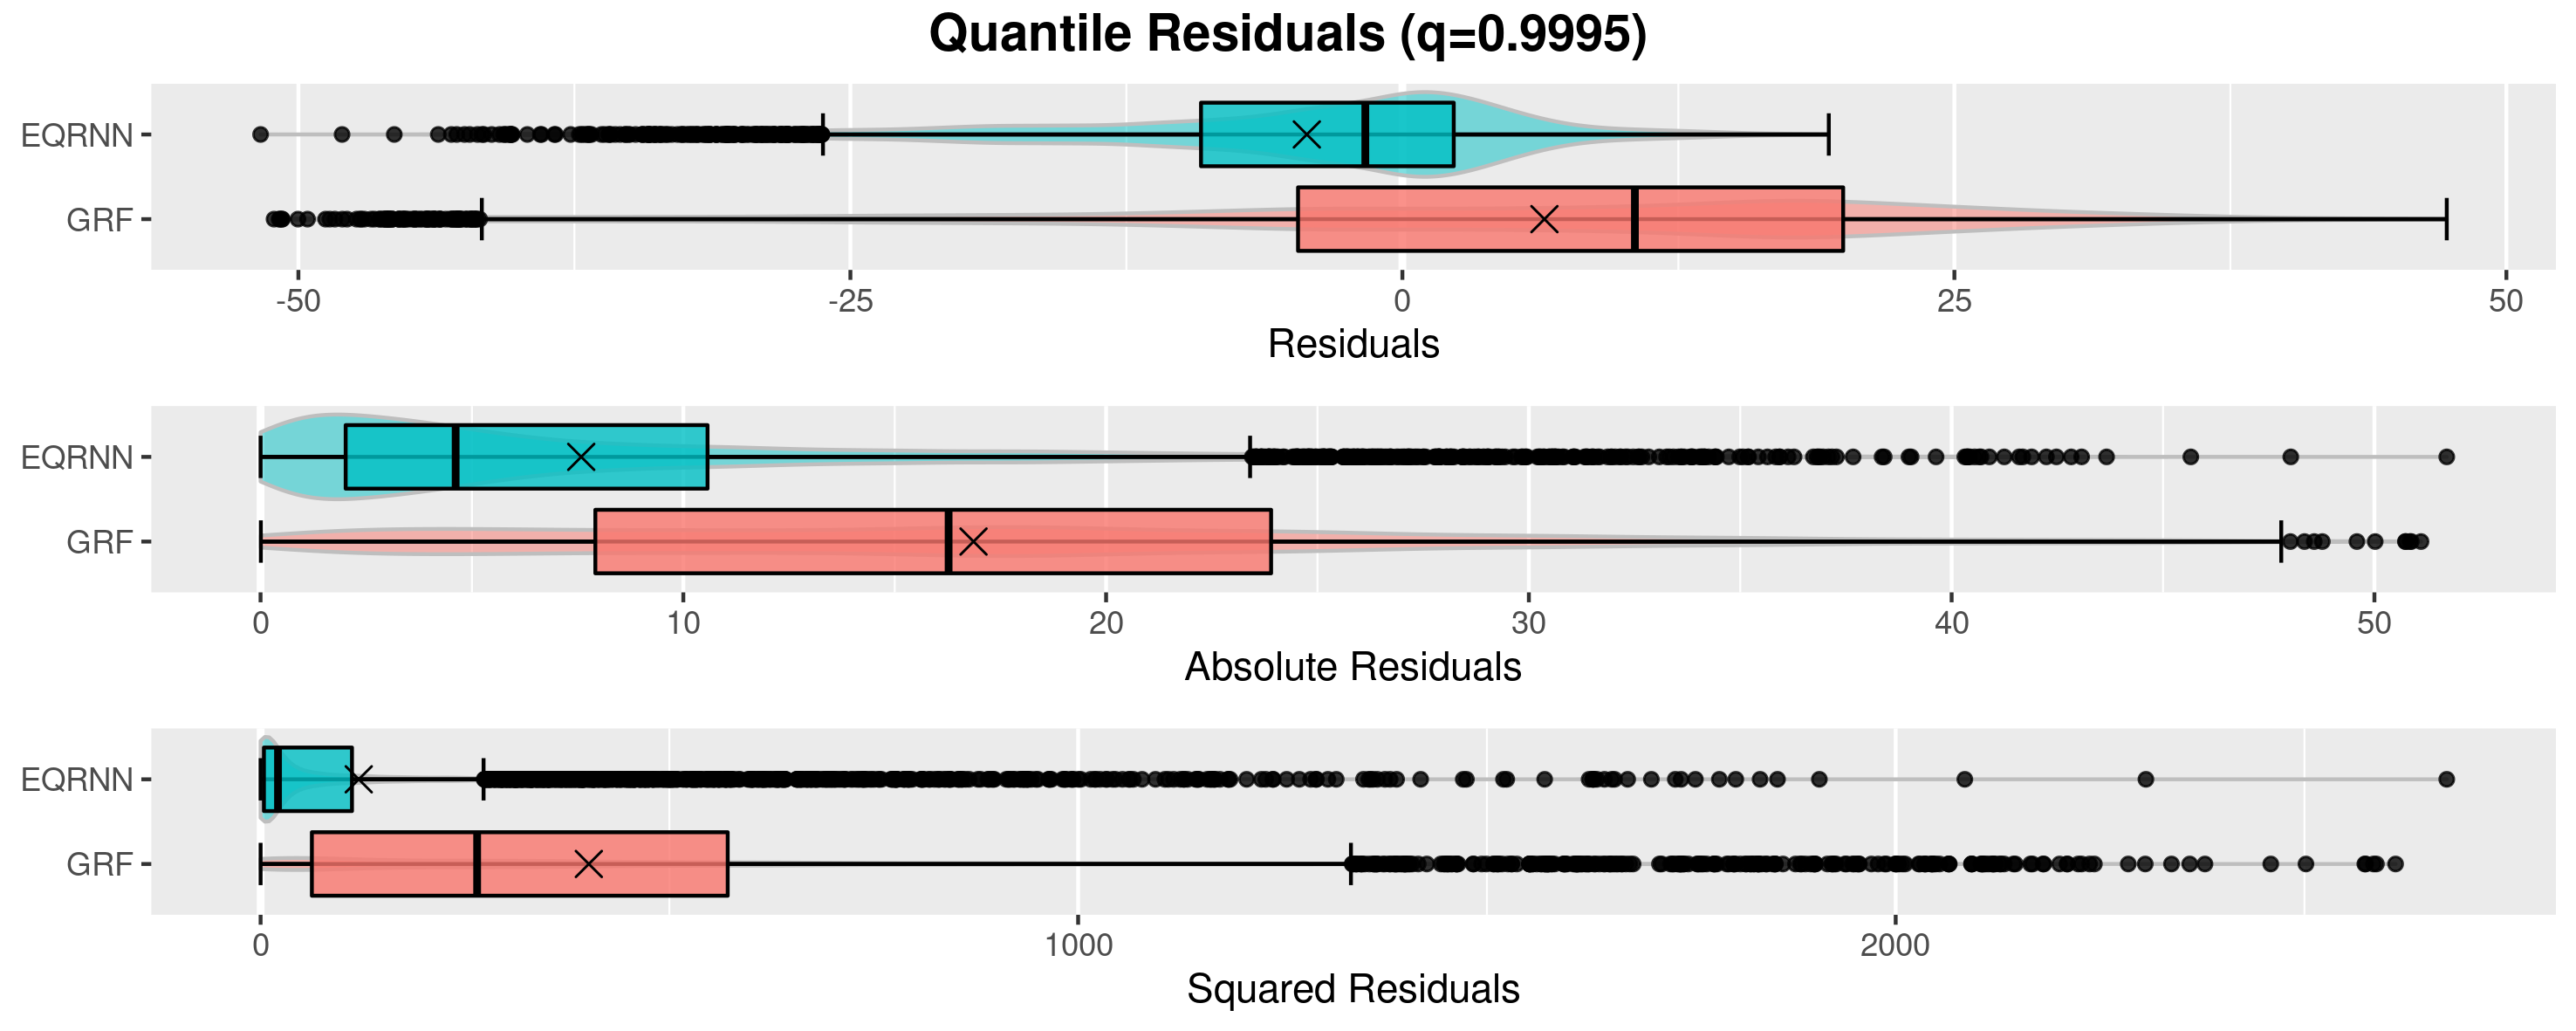 Quantile Residuals (q=0.9995)
EQRNN
GRF
-50 -25 0 25 50
Residuals
EQRNN
GRF
0 10 20 30 40 50
Absolute Residuals
EQRNN
GRF
0 1000 2000
Squared Residuals